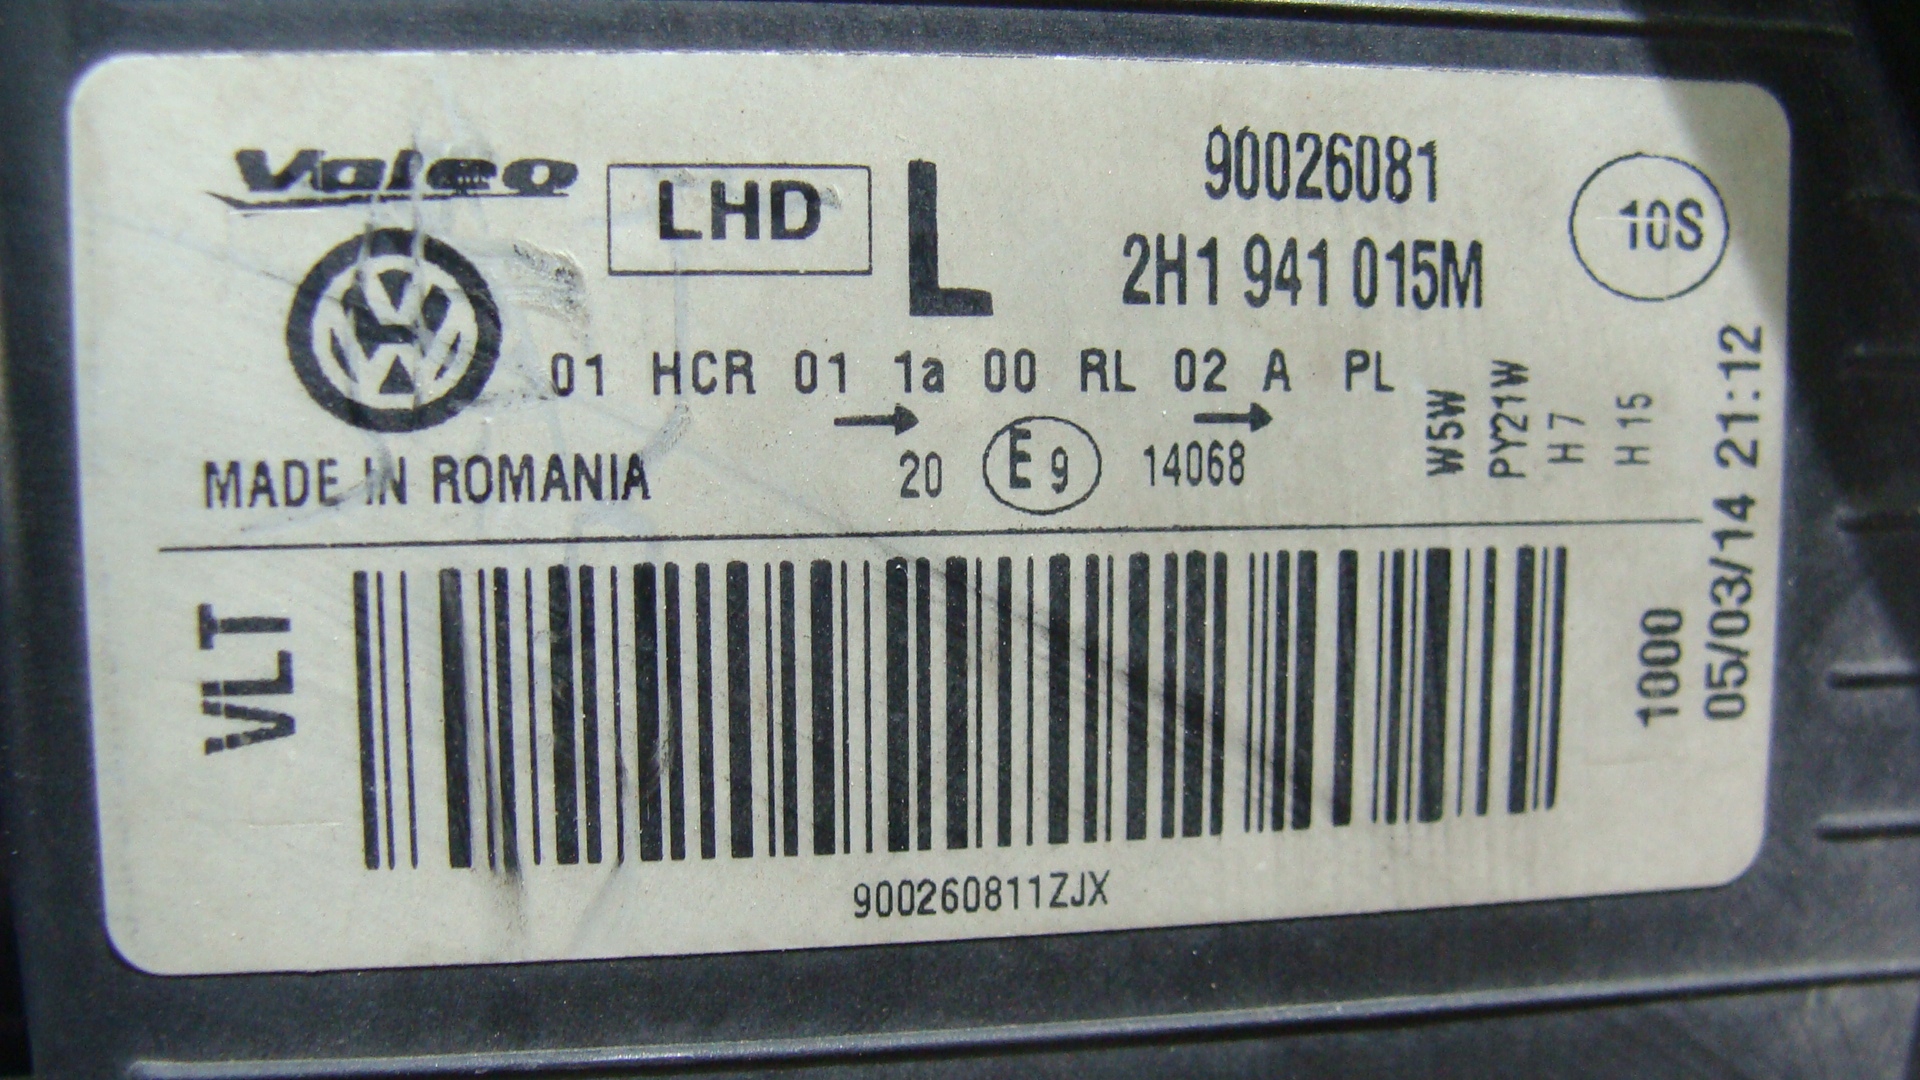 Valeo
LHD
L
90026081
2H1 941 015M
10S
01 HCR 01 1a 00 RL 02 A PL
20 E 9 14068
MADE IN ROMANIA
W5W
PY21W
H7
H15
05/03/14 21:12
1000
VLT
900260811ZJX